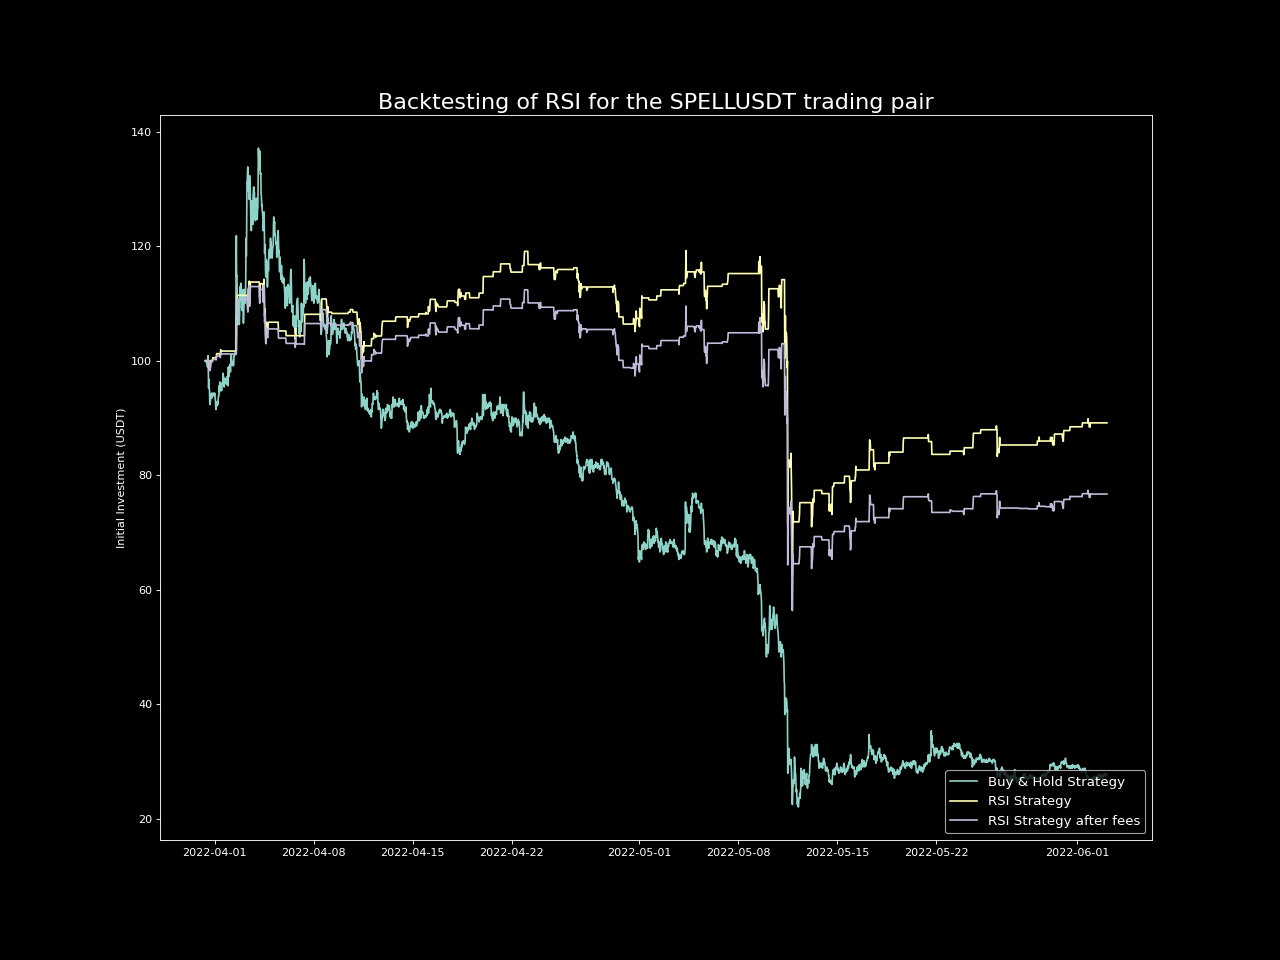 Backtesting of RSI for the SPELLUSDT trading pair
140
120
100
80
60
40
20
Initial Investment (USDT)
2022-04-01 2022-04-08 2022-04-15 2022-04-22 2022-05-01 2022-05-08 2022-05-15 2022-05-22 2022-06-01
Buy & Hold Strategy
RSI Strategy
RSI Strategy after fees